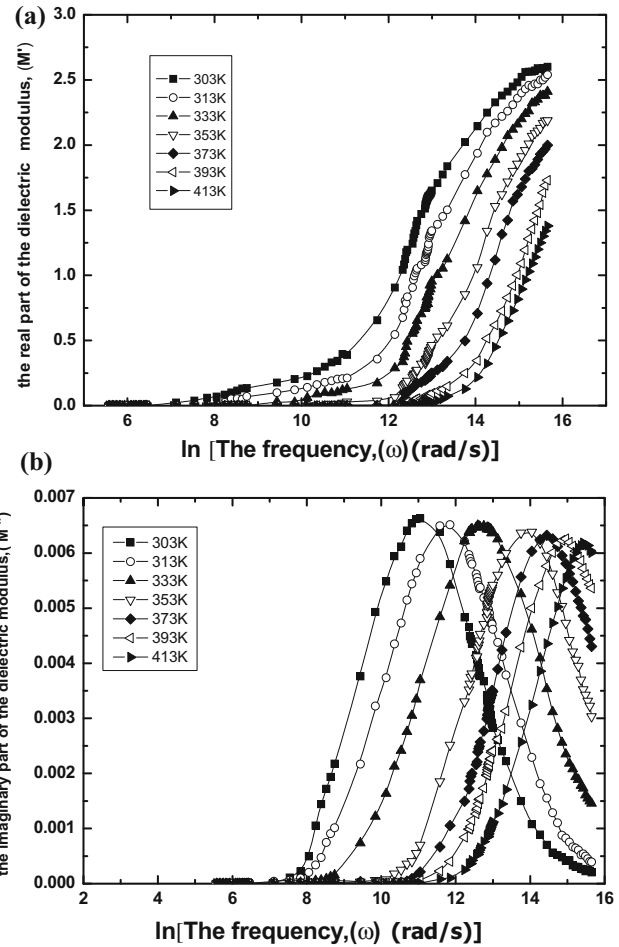 (a)
3.0
2.5
2.0
1.5
1.0
0.5
0.0
the real part of the dielectric modulus, (M')
303K
313K
333K
353K
373K
393K
413K
6 8 10 12 14 16
ln [The frequency,(ω)(rad/s)]
(b)
0.007
0.006
0.005
0.004
0.003
0.002
0.001
0.000
the imaginary part of the dielectric modulus,(M''
303K
313K
333K
353K
373K
393K
413K
2 4 6 8 10 12 14 16
ln[The frequency,(ω) (rad/s)]